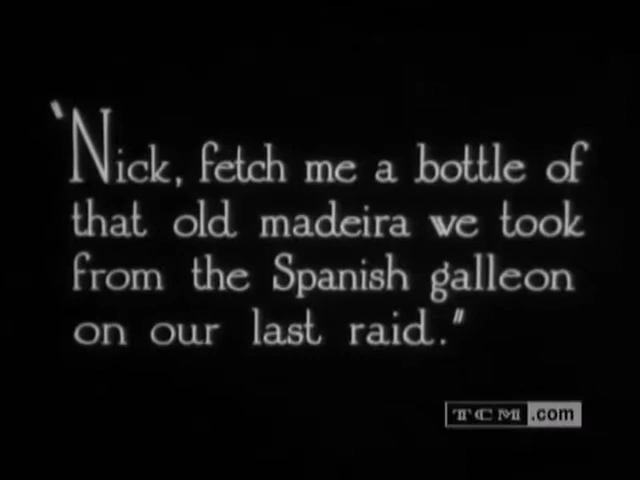 'Nick, fetch me a bottle of
that old madeira we took
from the Spanish galleon
on our last raid."
TCM.com